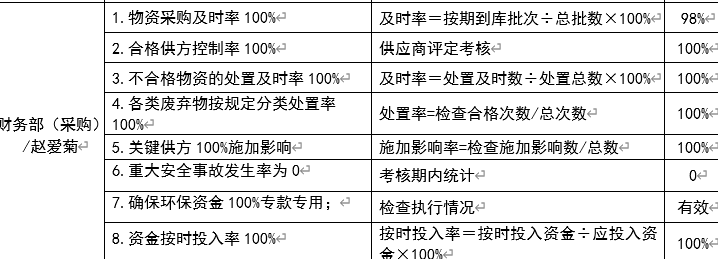 1. 物资采购及时率 100%
及时率＝按期到库批次÷总批数×100%
98%
2. 合格供方控制率 100%
供应商评定考核
100%
3. 不合格物资的处置及时率 100%
及时率＝处置及时数÷处置总数×100%
100%
4. 各类废弃物按规定分类处置率
100%
处置率=检查合格次数/总次数
100%
财务部（采购）
/赵爱菊
5. 关键供方 100%施加影响
施加影响率=检查施加影响数/总数
100%
6. 重大安全事故发生率为 0
考核期内统计
0
7. 确保环保资金 100%专款专用；
检查执行情况
有效
8. 资金按时投入率 100%
按时投入率＝按时投入资金÷应投入资
金×100%
100%